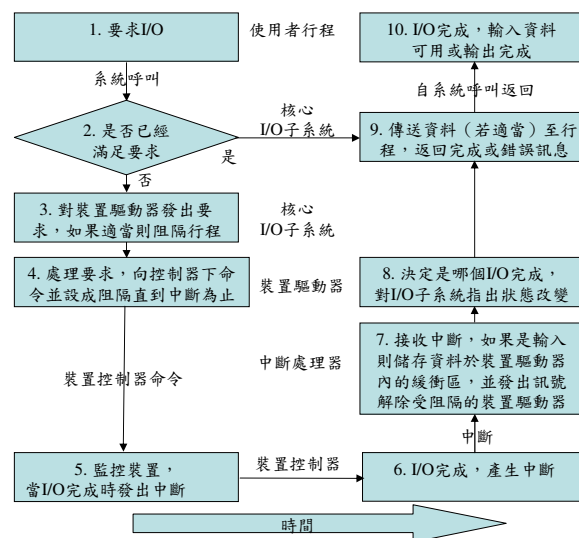 1. 要求I/O
使用者行程
10. I/O完成，輸入資料
可用或輸出完成
系統呼叫
自系統呼叫返回
2. 是否已經
滿足要求
是
否
核心
I/O子系統
9. 傳送資料（若適當）至行
程，返回完成或錯誤訊息
3. 對裝置驅動器發出要
求，如果適當則阻隔行程
核心
I/O子系統
4. 處理要求，向控制器下命
令並設成阻隔直到中斷為止
裝置驅動器
8. 決定是哪個I/O完成，
對I/O子系統指出狀態改變
中斷處理器
7. 接收中斷，如果是輸入
則儲存資料於裝置驅動器
內的緩衝區，並發出訊號
解除受阻隔的裝置驅動器
裝置控制器命令
中斷
5. 監控裝置，
當I/O完成時發出中斷
裝置控制器
6. I/O完成，產生中斷
時間